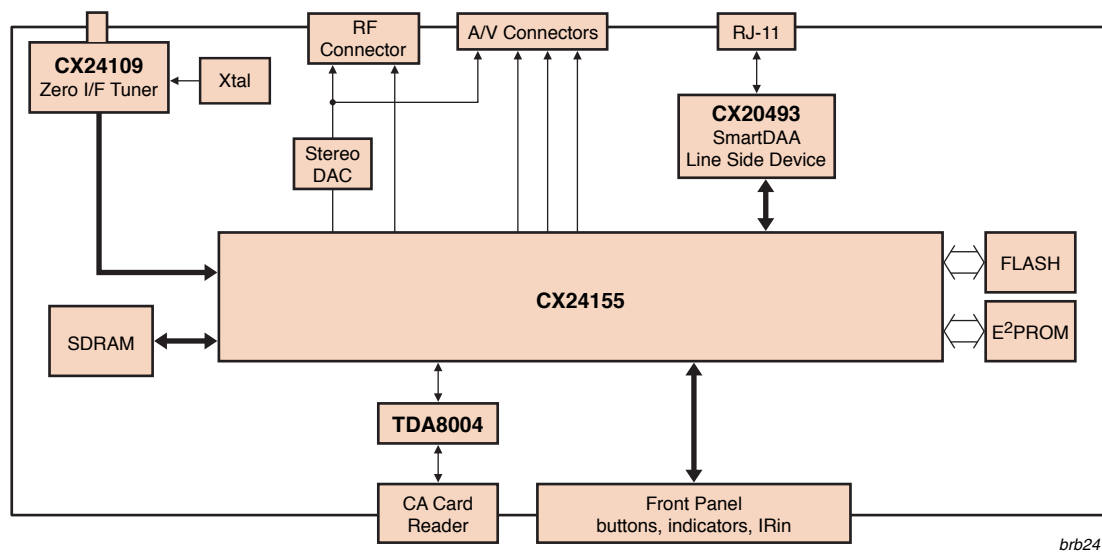 RF
Connector
A/V Connectors
RJ-11
CX24109
Zero I/F Tuner
Xtal
CX20493
SmartDAA
Line Side Device
Stereo
DAC
CX24155
FLASH
SDRAM
E²PROM
TDA8004
CA Card
Reader
Front Panel
buttons, indicators, IRin
brb24